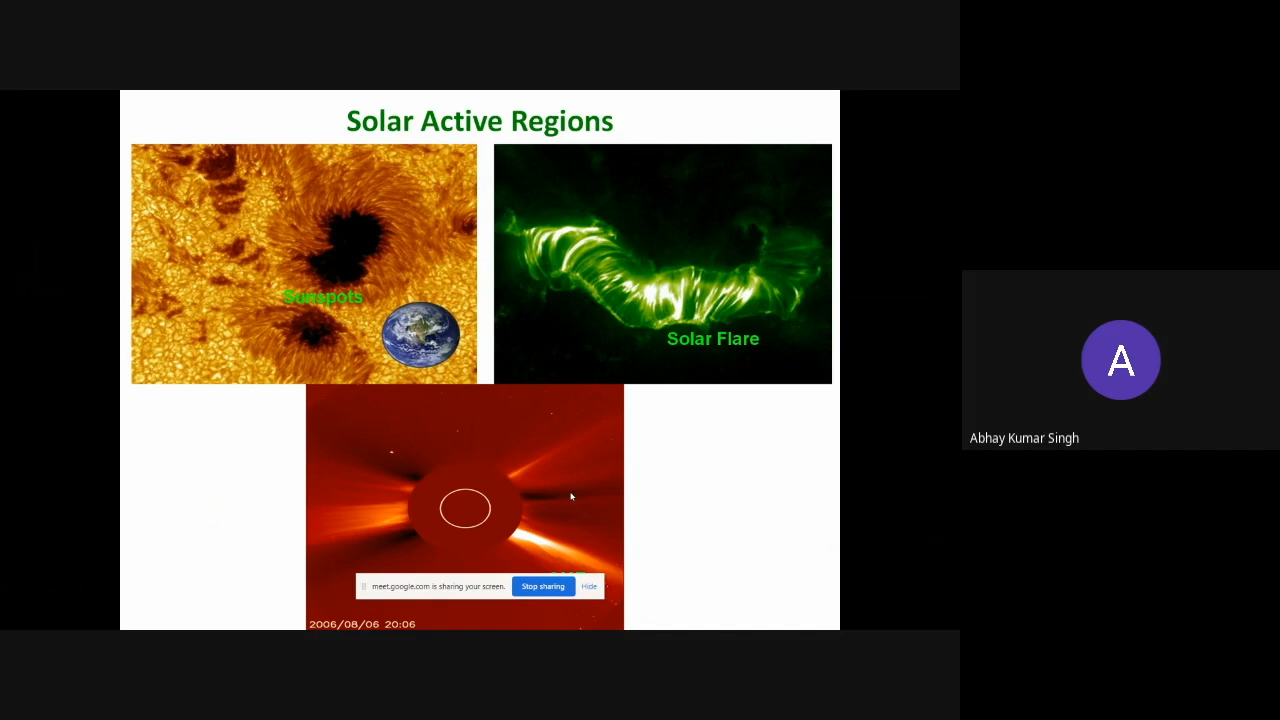 Solar Active Regions
Sunspots
Solar Flare
meet.google.com is sharing your screen.
Stop sharing
Hide
2006/08/06 20:06
A
Abhay Kumar Singh